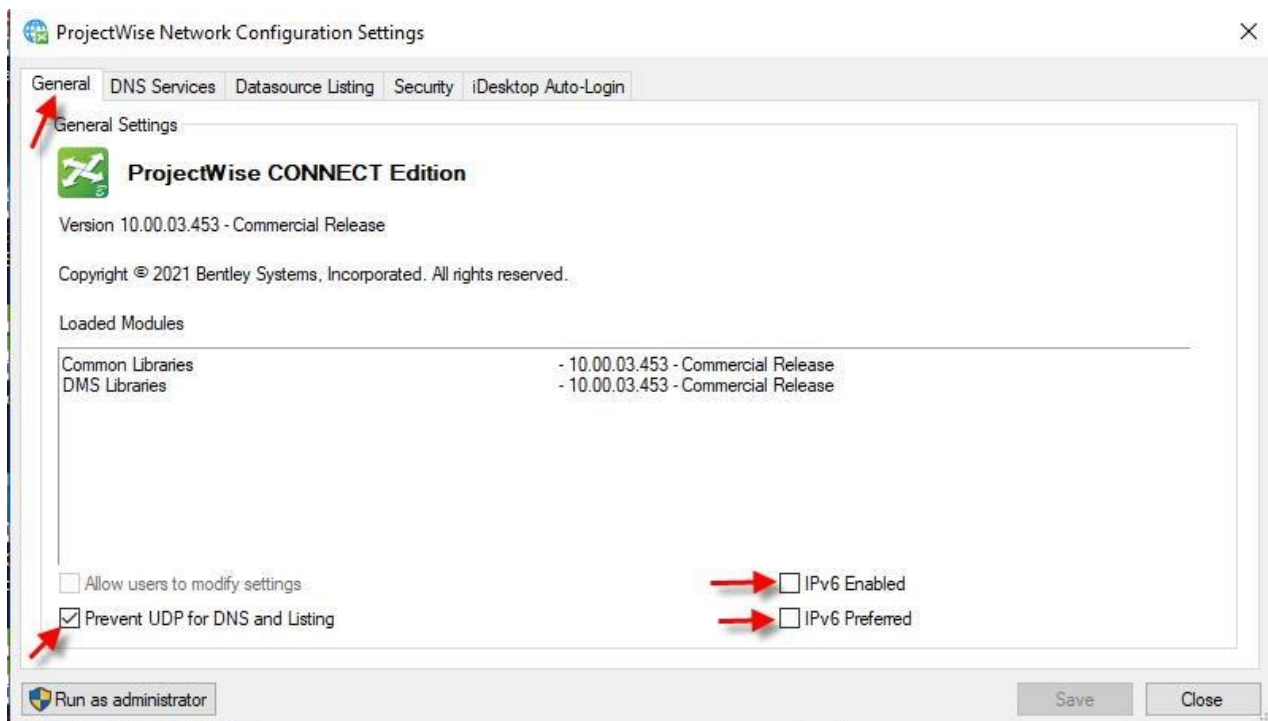 ProjectWise Network Configuration Settings
General DNS Services Datasource Listing Security iDesktop Auto-Login
General Settings
ProjectWise CONNECT Edition
Version 10.00.03.453 - Commercial Release
Copyright © 2021 Bentley Systems, Incorporated. All rights reserved.
Loaded Modules
Common Libraries - 10.00.03.453 - Commercial Release
DMS Libraries - 10.00.03.453 - Commercial Release
Allow users to modify settings IPv6 Enabled
Prevent UDP for DNS and Listing IPv6 Preferred
Run as administrator Save Close